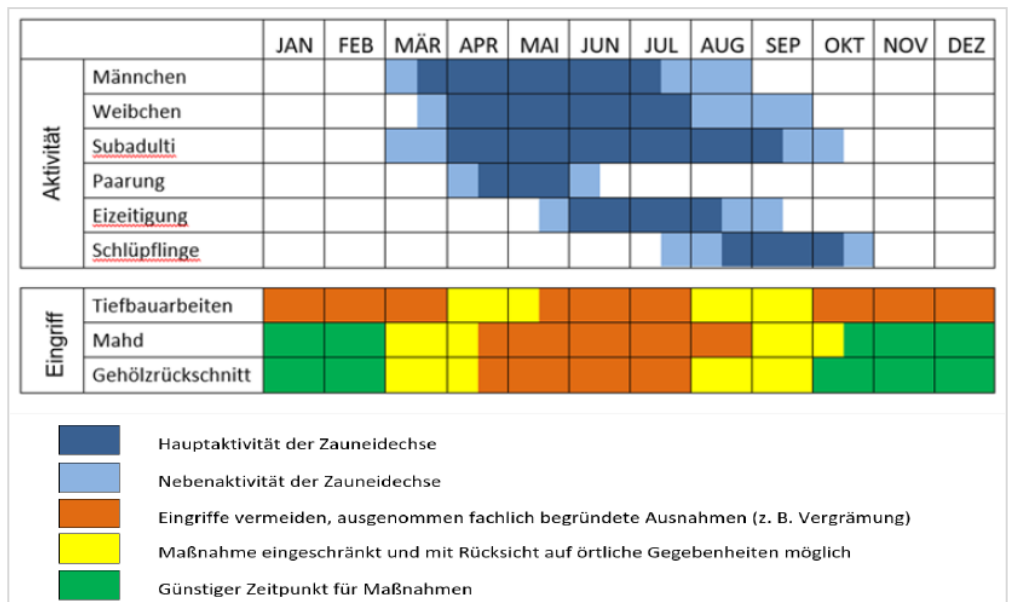 JAN FEB MÄR APR MAI JUN JUL AUG SEP OKT NOV DEZ
Aktivität
Männchen
Weibchen
Subadulti
Paarung
Eizeitigung
Schlüpflinge
Eingriff
Tiefbauarbeiten
Mahd
Gehölzrückschnitt
Hauptaktivität der Zauneidechse
Nebenaktivität der Zauneidechse
Eingriffe vermeiden, ausgenommen fachlich begründete Ausnahmen (z. B. Vergrämung)
Maßnahme eingeschränkt und mit Rücksicht auf örtliche Gegebenheiten möglich
Günstiger Zeitpunkt für Maßnahmen